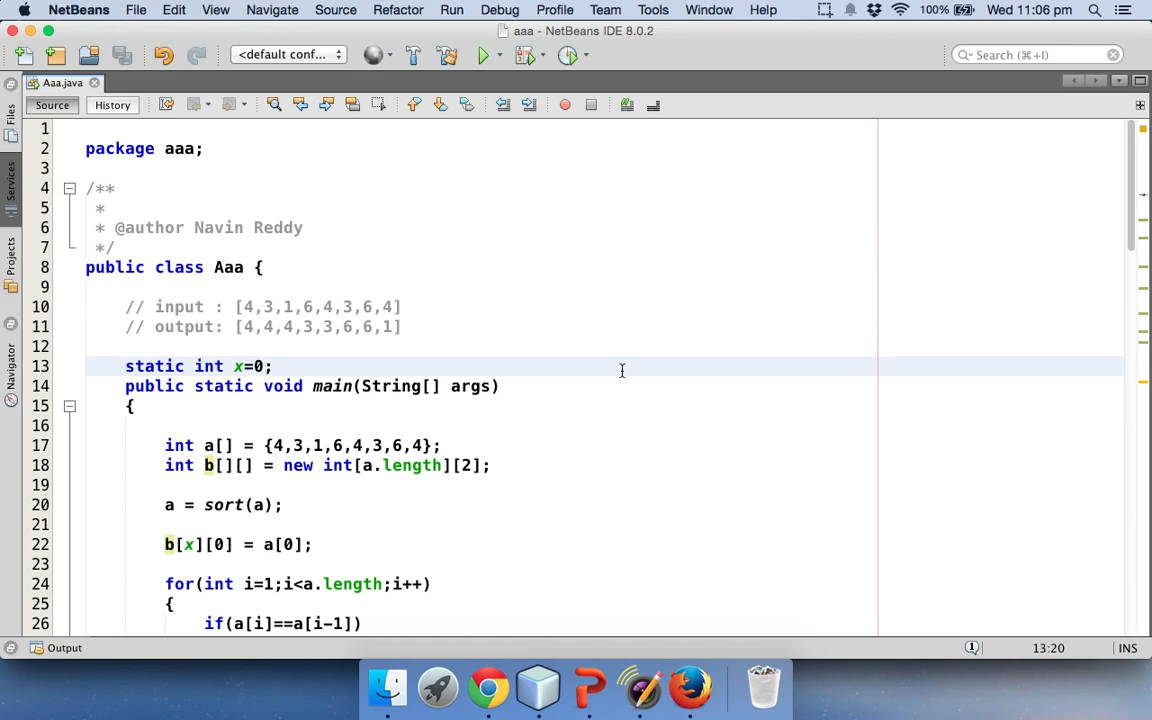 NetBeans File Edit View Navigate Source Refactor Run Debug Profile Team Tools Window Help 100% Wed 11:06 pm
aaa - NetBeans IDE 8.0.2
<default conf... Search (⌘+I)
Aaa.java
Source History
Files
Services
Projects
Navigator
1
2 package aaa;
3
4 /**
5 *
6 * @author Navin Reddy
7 */
8 public class Aaa {
9
10 // input : [4,3,1,6,4,3,6,4]
11 // output: [4,4,4,3,3,6,6,1]
12
13 static int x=0;
14 public static void main(String[] args)
15 {
16
17 int a[] = {4,3,1,6,4,3,6,4};
18 int b[][] = new int[a.length][2];
19
20 a = sort(a);
21
22 b[x][0] = a[0];
23
24 for(int i=1;i<a.length;i++)
25 {
26 if(a[i]==a[i-1])
Output 1 13:20 INS